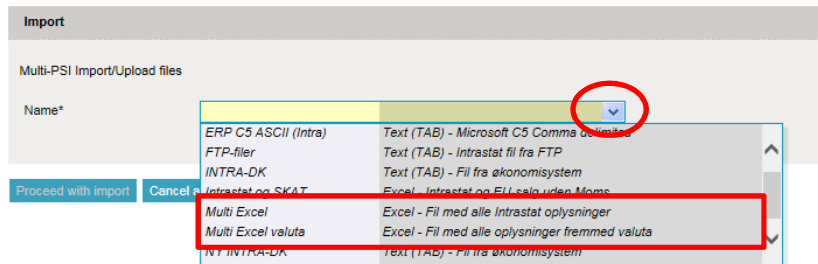 Import
Multi-PSI Import/Upload files
Name*
ERP C5 ASCII (Intra) Text (TAB) - Microsoft C5 Comma delimited
FTP-filer Text (TAB) - Intrastat fil fra FTP
INTRA-DK Text (TAB) - Fil fra økonomisystem
Proceed with import Cancel a
Intrastat og SKAT Excel - Intrastat og EU-salg uden Moms
Multi Excel Excel - Fil med alle Intrastat oplysninger
Multi Excel valuta Excel - Fil med alle oplysninger fremmed valuta
NY INTRA-DK Text (TAB) - Fil fra økonomisystem